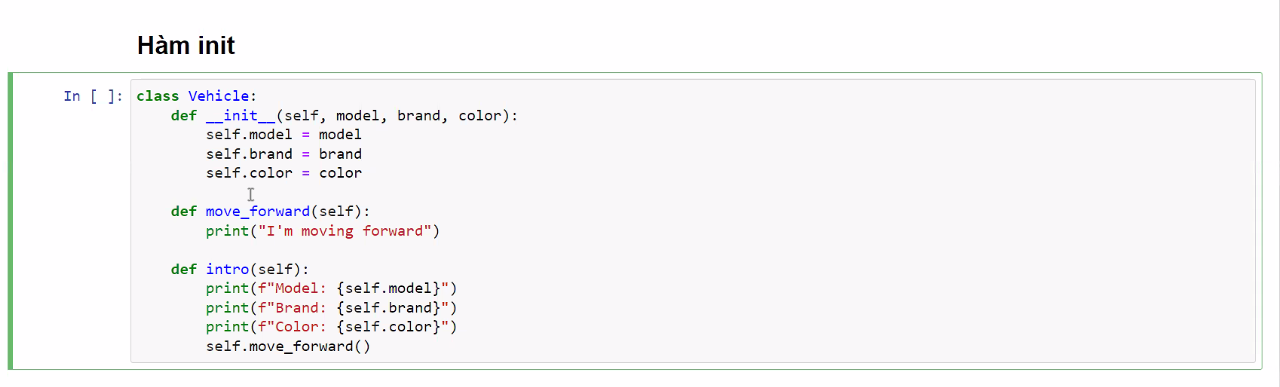 Hàm init
In [ ]:
class Vehicle:
    def __init__(self, model, brand, color):
        self.model = model
        self.brand = brand
        self.color = color
    def move_forward(self):
        print("I'm moving forward")
    def intro(self):
        print(f"Model: {self.model}")
        print(f"Brand: {self.brand}")
        print(f"Color: {self.color}")
        self.move_forward()